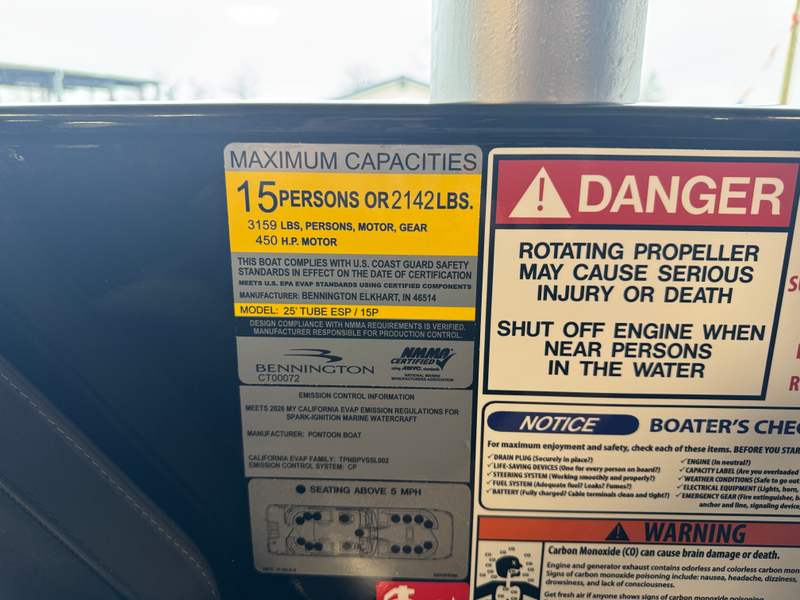 MAXIMUM CAPACITIES
15 PERSONS OR 2142 LBS.
3159 LBS, PERSONS, MOTOR, GEAR
450 H.P. MOTOR
THIS BOAT COMPLIES WITH U.S. COAST GUARD SAFETY
STANDARDS IN EFFECT ON THE DATE OF CERTIFICATION
MEETS U.S. EPA EVAP STANDARDS USING CERTIFIED COMPONENTS
MANUFACTURER: BENNINGTON ELKHART, IN 46514
MODEL: 25' TUBE ESP / 15P
DESIGN COMPLIANCE WITH NMMA REQUIREMENTS IS VERIFIED.
MANUFACTURER RESPONSIBLE FOR PRODUCTION CONTROL.
BENNINGTON
CT00072
NMMA
CERTIFIED
using ABYC standards
NATIONAL MARINE
MANUFACTURERS ASSOCIATION
EMISSION CONTROL INFORMATION
MEETS 2026 MY CALIFORNIA EVAP EMISSION REGULATIONS FOR
SPARK-IGNITION MARINE WATERCRAFT
MANUFACTURER: PONTOON BOAT
CALIFORNIA EVAP FAMILY:
EMISSION CONTROL SYSTEM: CP
SEATING ABOVE 5 MPH
DANGER
ROTATING PROPELLER
MAY CAUSE SERIOUS
INJURY OR DEATH
SHUT OFF ENGINE WHEN
NEAR PERSONS
IN THE WATER
NOTICE BOATER'S CHE
For maximum enjoyment and safety, check each of these items. BEFORE YOU STAR
✓DRAIN PLUG (Securely in place?)
✓LIFE-SAVING DEVICES (One for every person on board?)
✓STEERING SYSTEM (Working smoothly and properly?)
✓FUEL SYSTEM (Adequate fuel? Leaks? Fumes?)
✓BATTERY (Fully charged? Cable terminals clean and tight?)
✓ENGINE (In neutral?)
✓CAPACITY LABEL (Are you overloaded
✓WEATHER CONDITIONS (Safe to go out
✓ELECTRICAL EQUIPMENT (Lights, horn,
✓EMERGENCY GEAR (Fire extinguisher, b
anchor and line, signaling device,
WARNING
Carbon Monoxide (CO) can cause brain damage or death.
Engine and generator exhaust contains odorless and colorless carbon mon
Signs of carbon monoxide poisoning include: nausea, headache, dizziness,
drowsiness, and lack of consciousness.
Get fresh air if anyone shows signs of carbon monoxide poisoning.